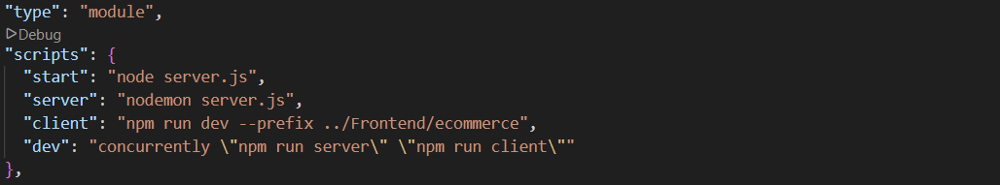 "type": "module",
Debug
"scripts": {
"start": "node server.js",
"server": "nodemon server.js",
"client": "npm run dev --prefix ../Frontend/ecommerce",
"dev": "concurrently \"npm run server\" \"npm run client\""
},